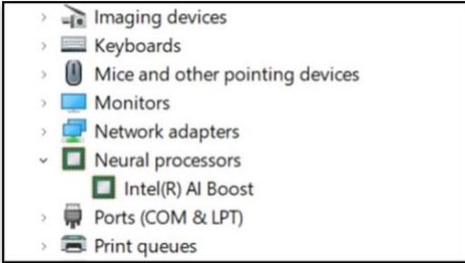 Imaging devices
Keyboards
Mice and other pointing devices
Monitors
Network adapters
Neural processors
Intel(R) AI Boost
Ports (COM & LPT)
Print queues